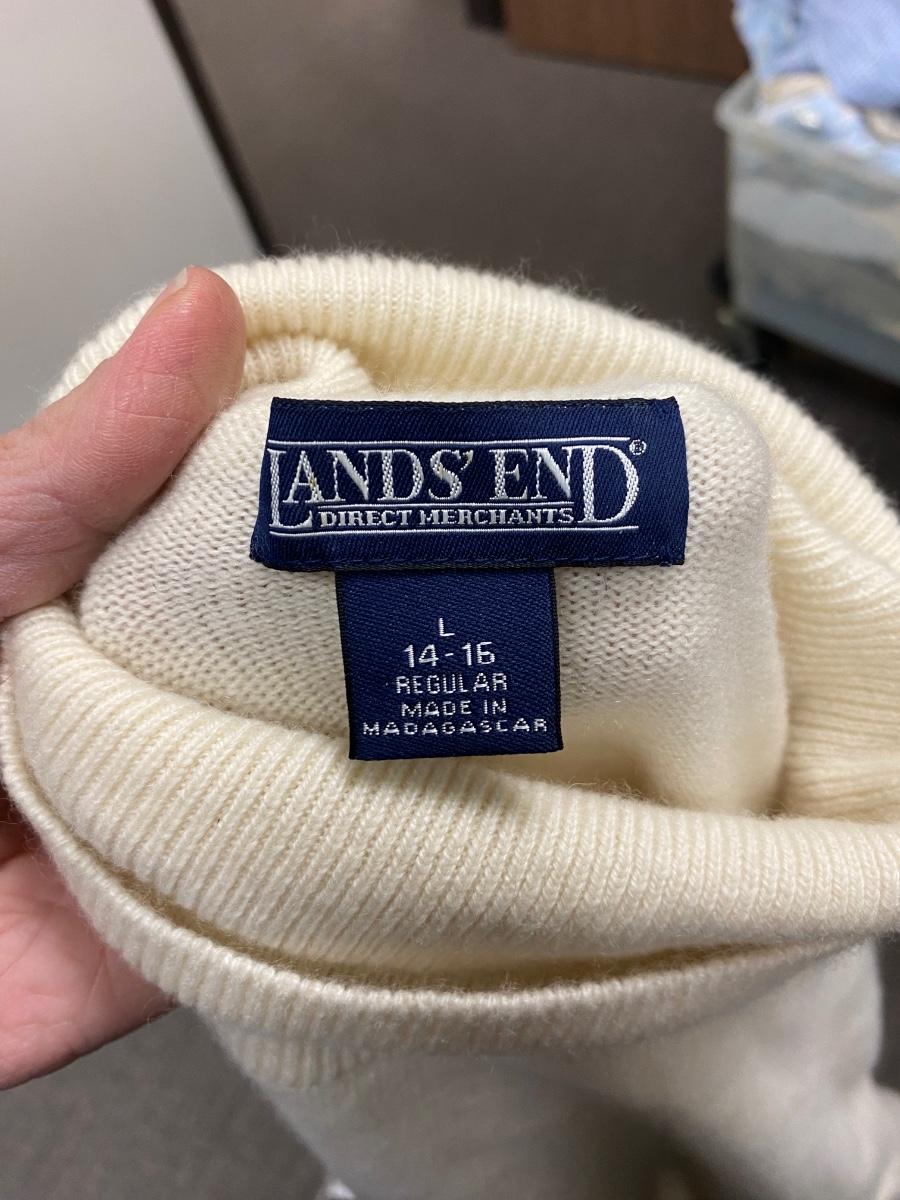 LANDS' END®
DIRECT MERCHANTS
L
14-16
REGULAR
MADE IN
MADAGASCAR